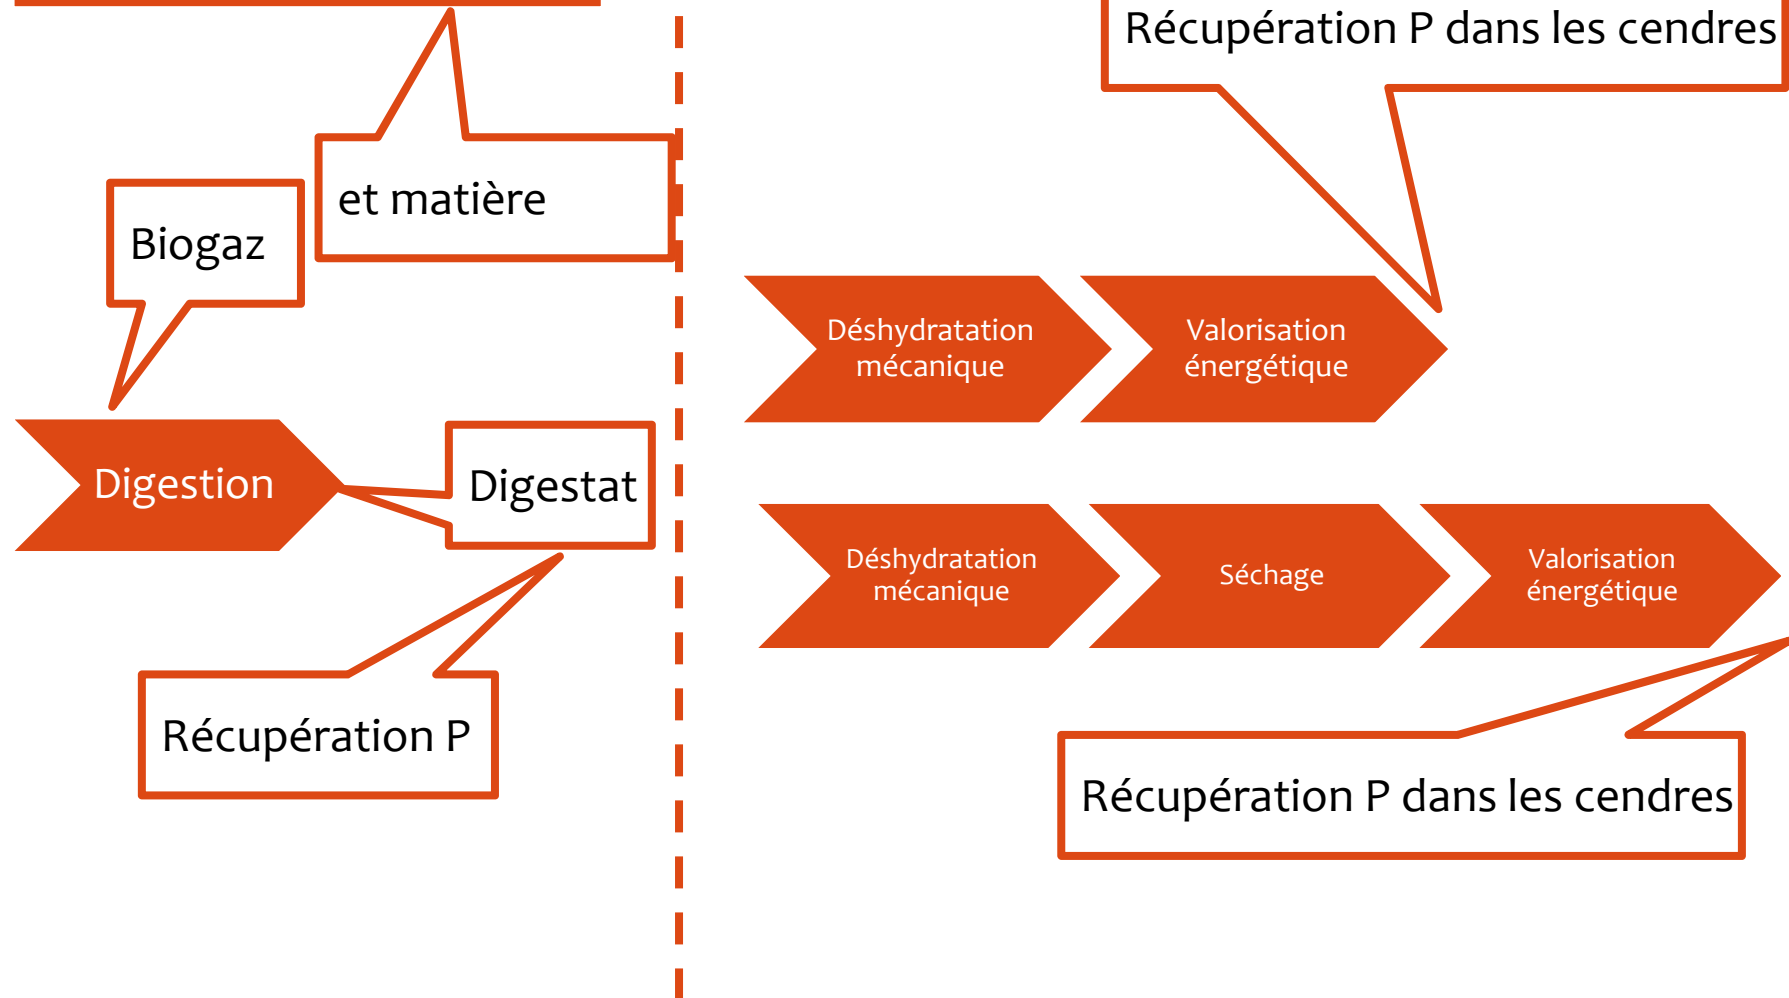 et matière
Biogaz
Digestion
Digestat
Récupération P
Récupération P dans les cendres
Déshydratation
mécanique
Valorisation
énergétique
Déshydratation
mécanique
Séchage
Valorisation
énergétique
Récupération P dans les cendres